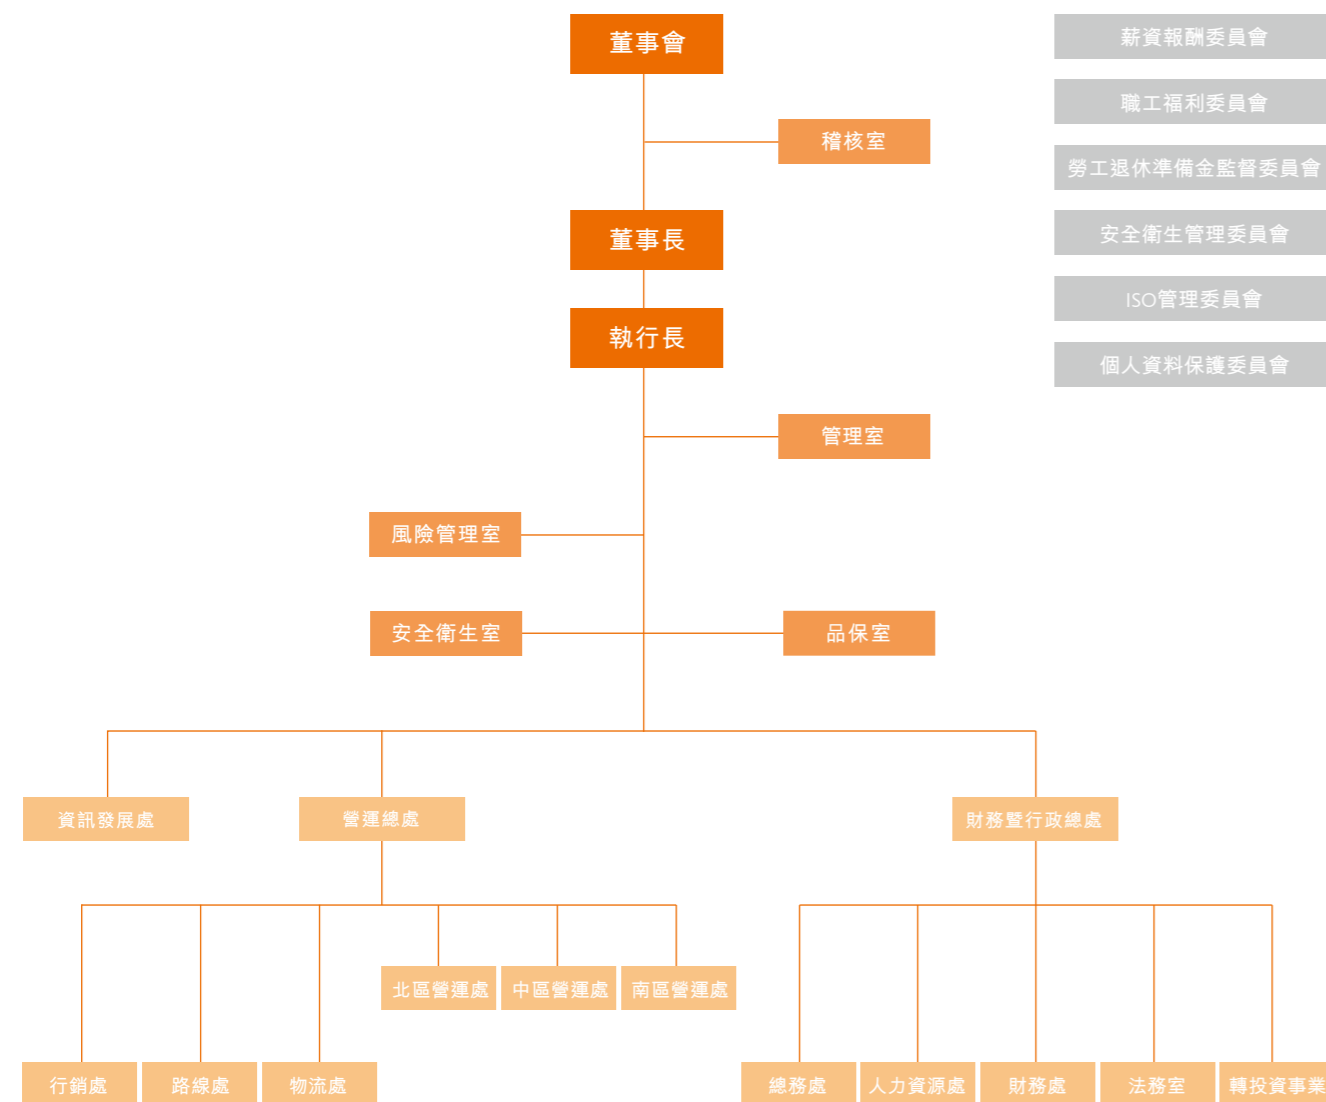 董事會
稽核室
董事長
執行長
管理室
風險管理室
安全衛生室
品保室
薪資報酬委員會
職工福利委員會
勞工退休準備金監督委員會
安全衛生管理委員會
ISO管理委員會
個人資料保護委員會
資訊發展處
營運總處
財務暨行政總處
北區營運處
中區營運處
南區營運處
行銷處
路線處
物流處
總務處
人力資源處
財務處
法務室
轉投資事業